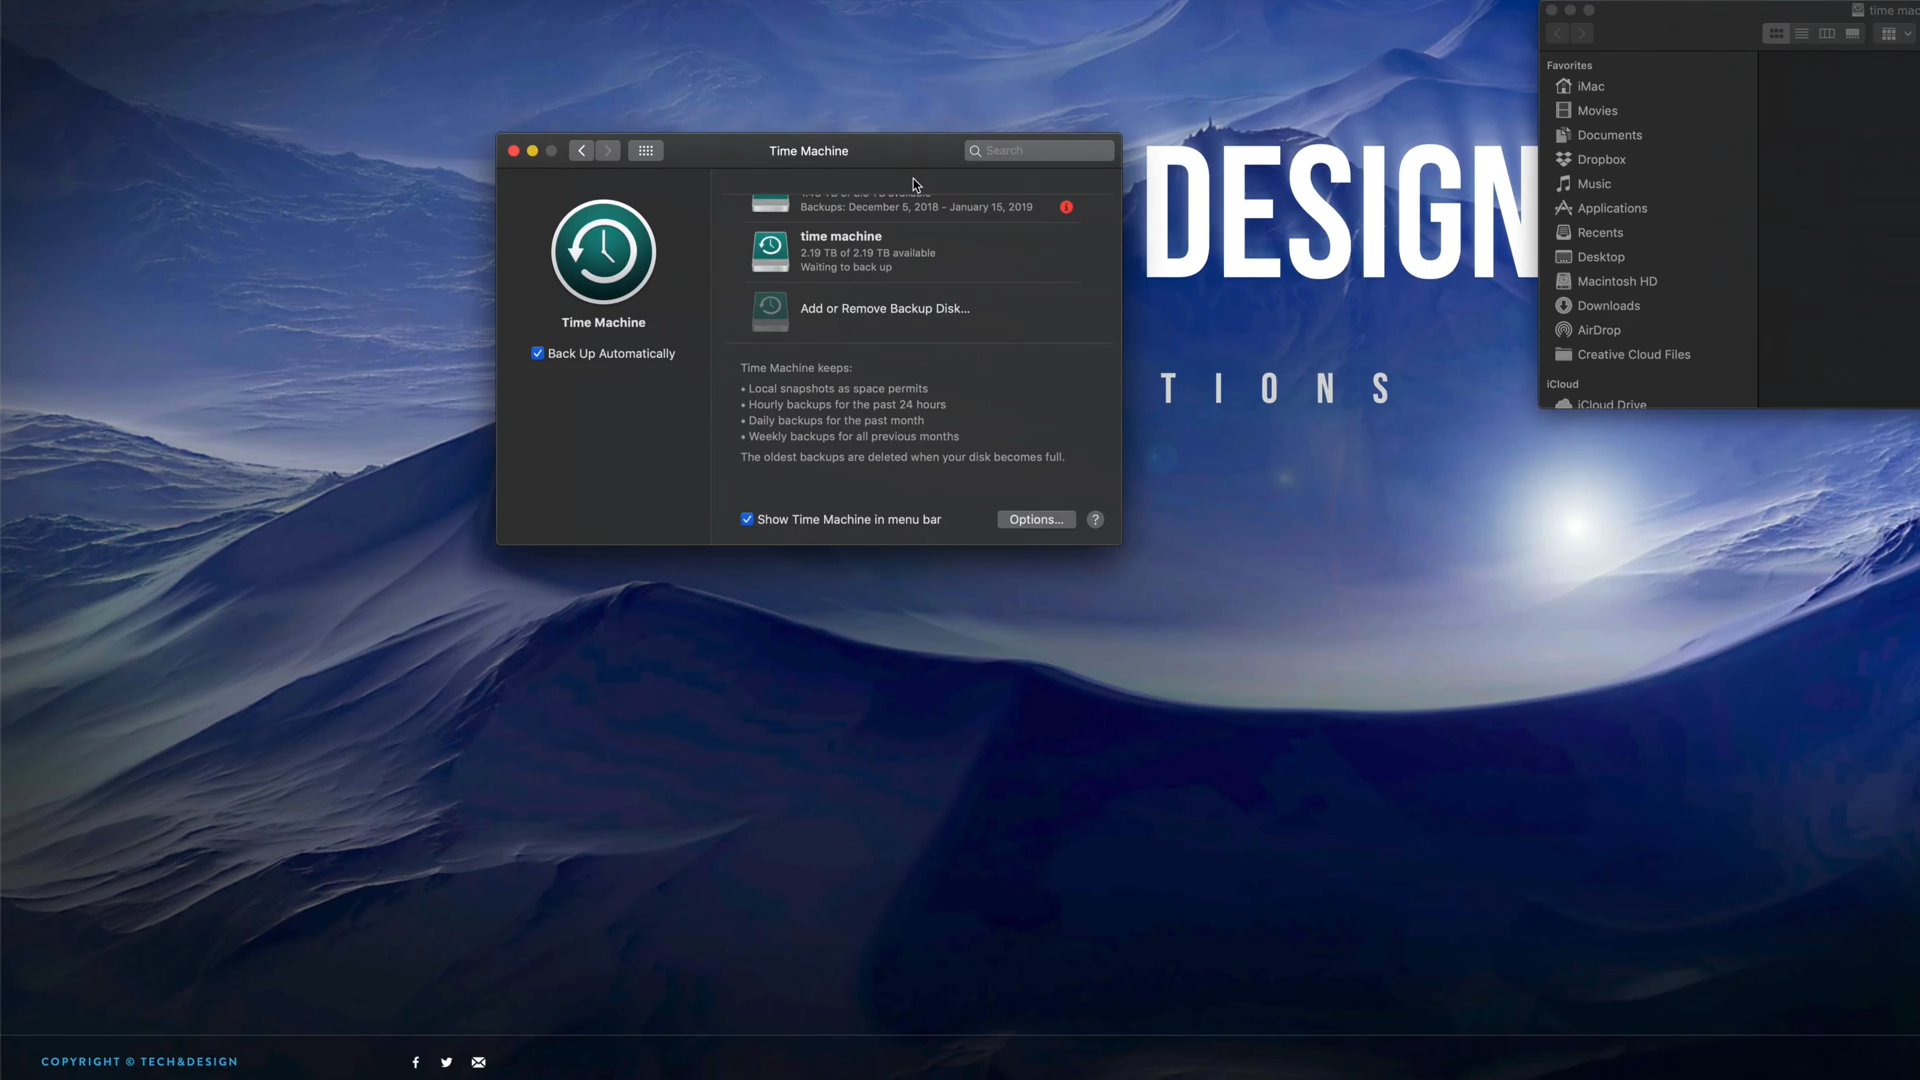 Time Machine
Search
Backups: December 5, 2018 - January 15, 2019
time machine
2.19 TB of 2.19 TB available
Waiting to back up
Add or Remove Backup Disk...
Time Machine
Back Up Automatically
Time Machine keeps:
• Local snapshots as space permits
• Hourly backups for the past 24 hours
• Daily backups for the past month
• Weekly backups for all previous months
The oldest backups are deleted when your disk becomes full.
Show Time Machine in menu bar
Options...
?
DESIGN
TIONS
time mac
Favorites
iMac
Movies
Documents
Dropbox
Music
Applications
Recents
Desktop
Macintosh HD
Downloads
AirDrop
Creative Cloud Files
iCloud
iCloud Drive
COPYRIGHT © TECH&DESIGN